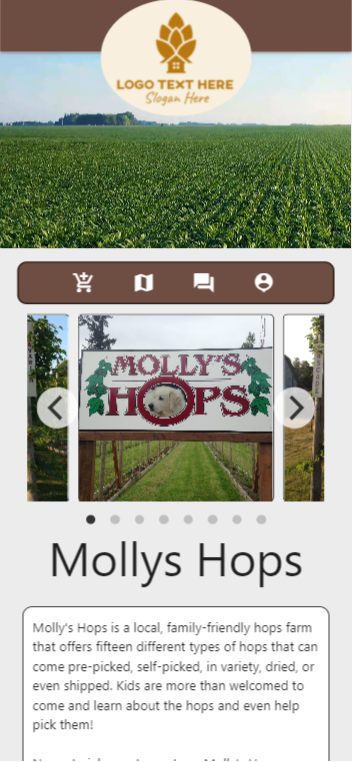 LOGO TEXT HERE
Slogan Here
MOLLY'S
HOPS
Mollys Hops
Molly's Hops is a local, family-friendly hops farm
that offers fifteen different types of hops that can
come pre-picked, self-picked, in variety, dried, or
even shipped. Kids are more than welcomed to
come and learn about the hops and even help
pick them!